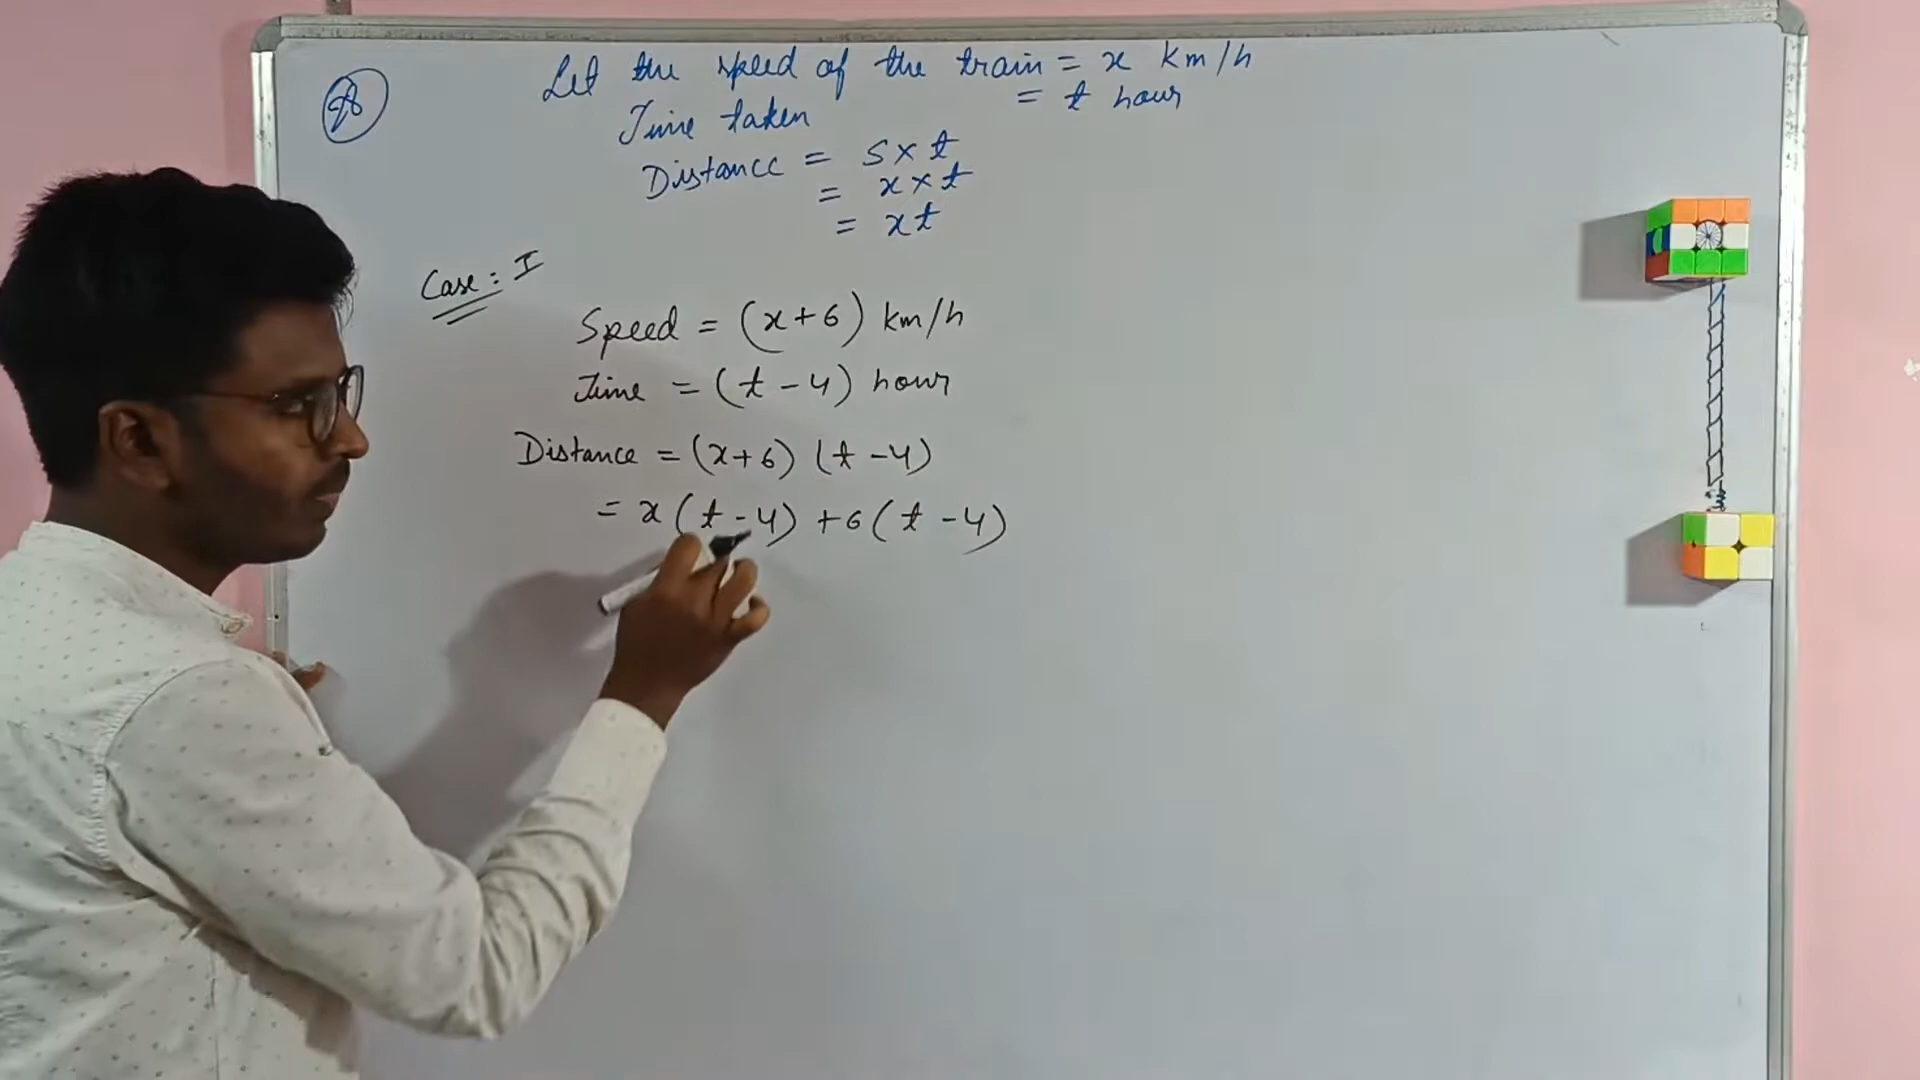 Let the speed of the train = x km/h
Time taken = t hour
Distance = S × t
= x × t
= xt
Case : I
Speed = (x+6) km/h
Time = (t-4) hour
Distance = (x+6) (t-4)
= x(t-4) +6(t-4)